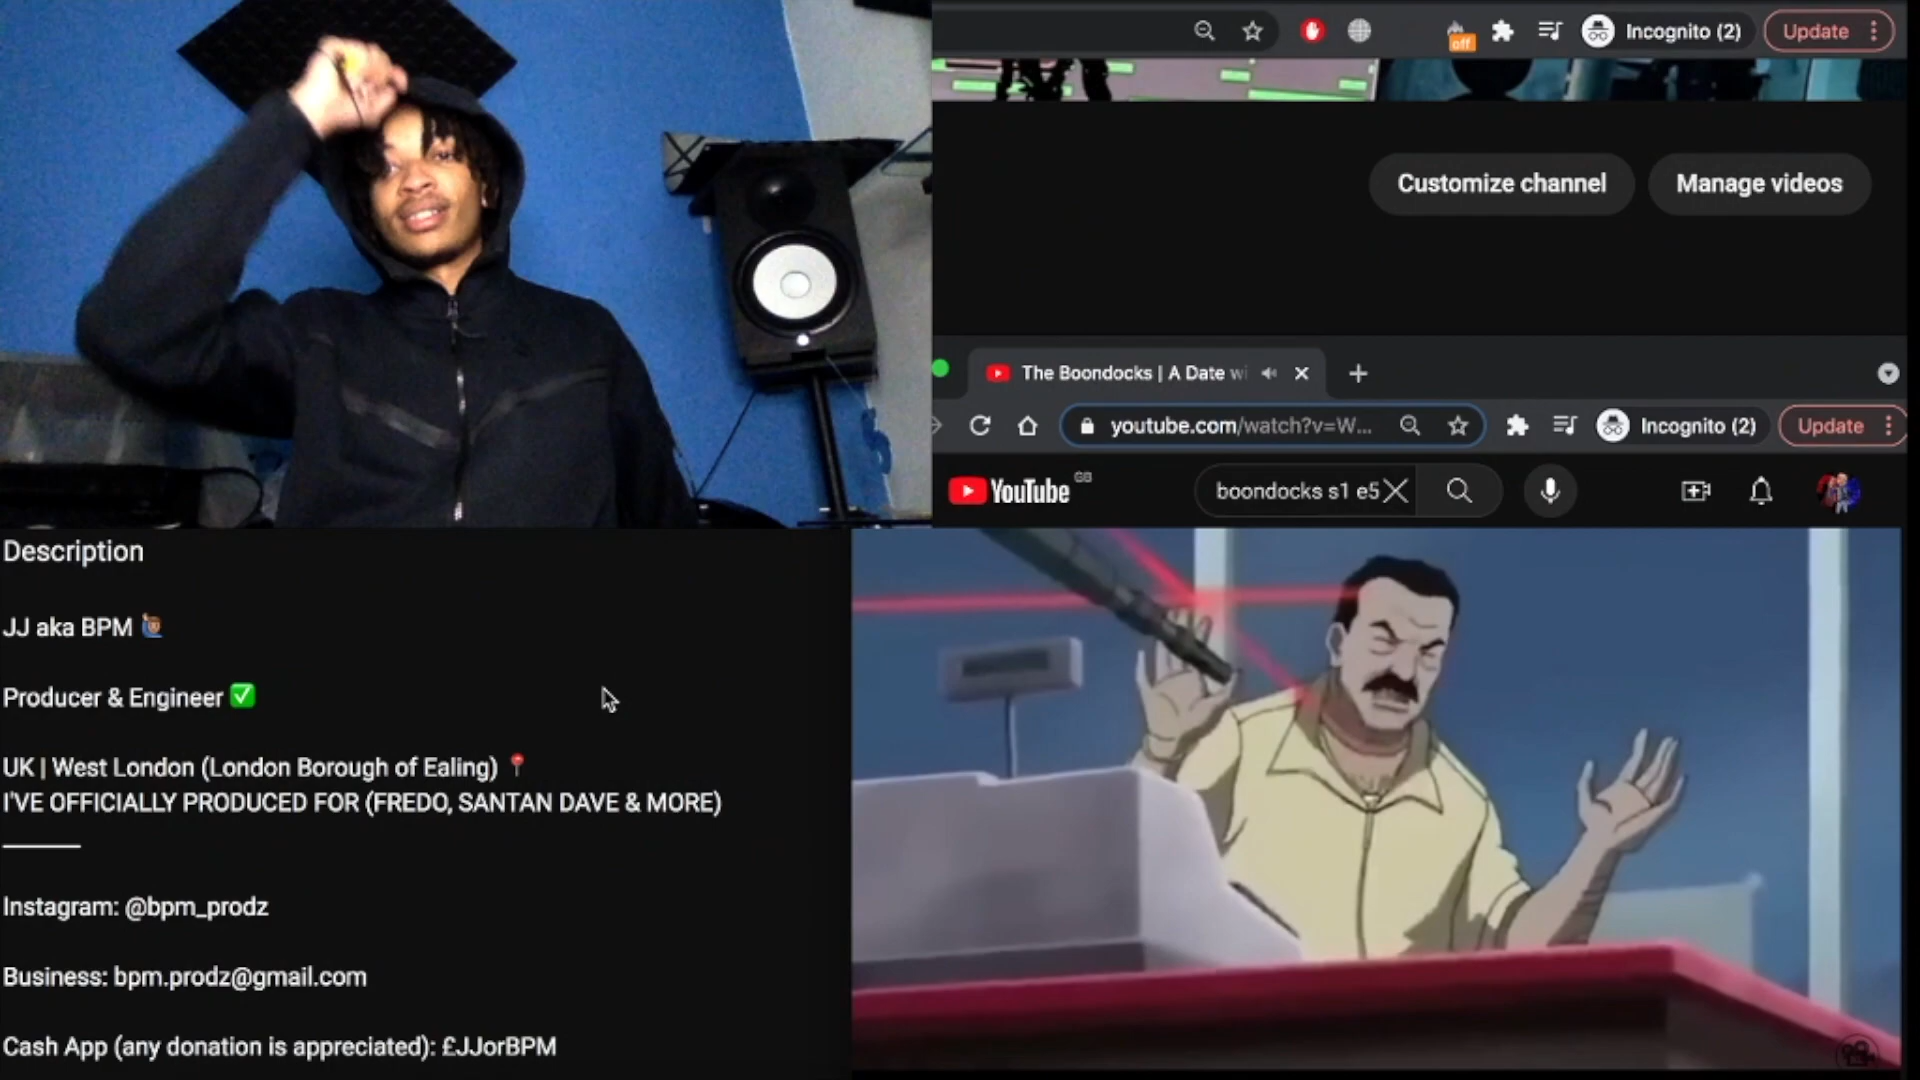 off
Incognito (2)
Update
Customize channel
Manage videos
The Boondocks | A Date wi
youtube.com/watch?v=W...
Incognito (2)
Update
YouTube GB
boondocks s1 e5
Description
JJ aka BPM
Producer & Engineer
UK | West London (London Borough of Ealing)
I'VE OFFICIALLY PRODUCED FOR (FREDO, SANTAN DAVE & MORE)
Instagram: @bpm_prodz
Business: bpm.prodz@gmail.com
Cash App (any donation is appreciated): £JJorBPM